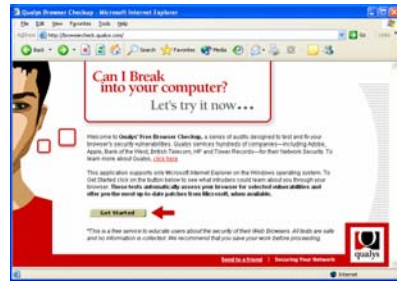 Qualys Browser Checkup - Microsoft Internet Explorer
File Edit View Favorites Tools Help
Address http://browsercheck.qualys.com/ Go Links
Back Search Favorites Media
Can I Break
into your computer?
Let's try it now...
Welcome to Qualys' Free Browser Checkup, a series of audits designed to test and fix your
browser's security vulnerabilities. Qualys services hundreds of companies—including Adobe,
Apple, Bank of the West, British Telecom, HP and Tower Records—for their Network Security. To
learn more about Qualys, click here.
This application supports only Microsoft Internet Explorer on the Windows operating system. To
Get Started click on the button below to see what intruders could learn about you through your
browser. These tests automatically assess your browser for selected vulnerabilities and
offer you the most up-to-date patches from Microsoft, when available.
Get Started
*This is a free service to educate users about the security of their Web Browsers. All tests are safe
and no information is collected. We recommend that you save your work before proceeding.
Send to a friend | Securing Your Network
qualys
Internet